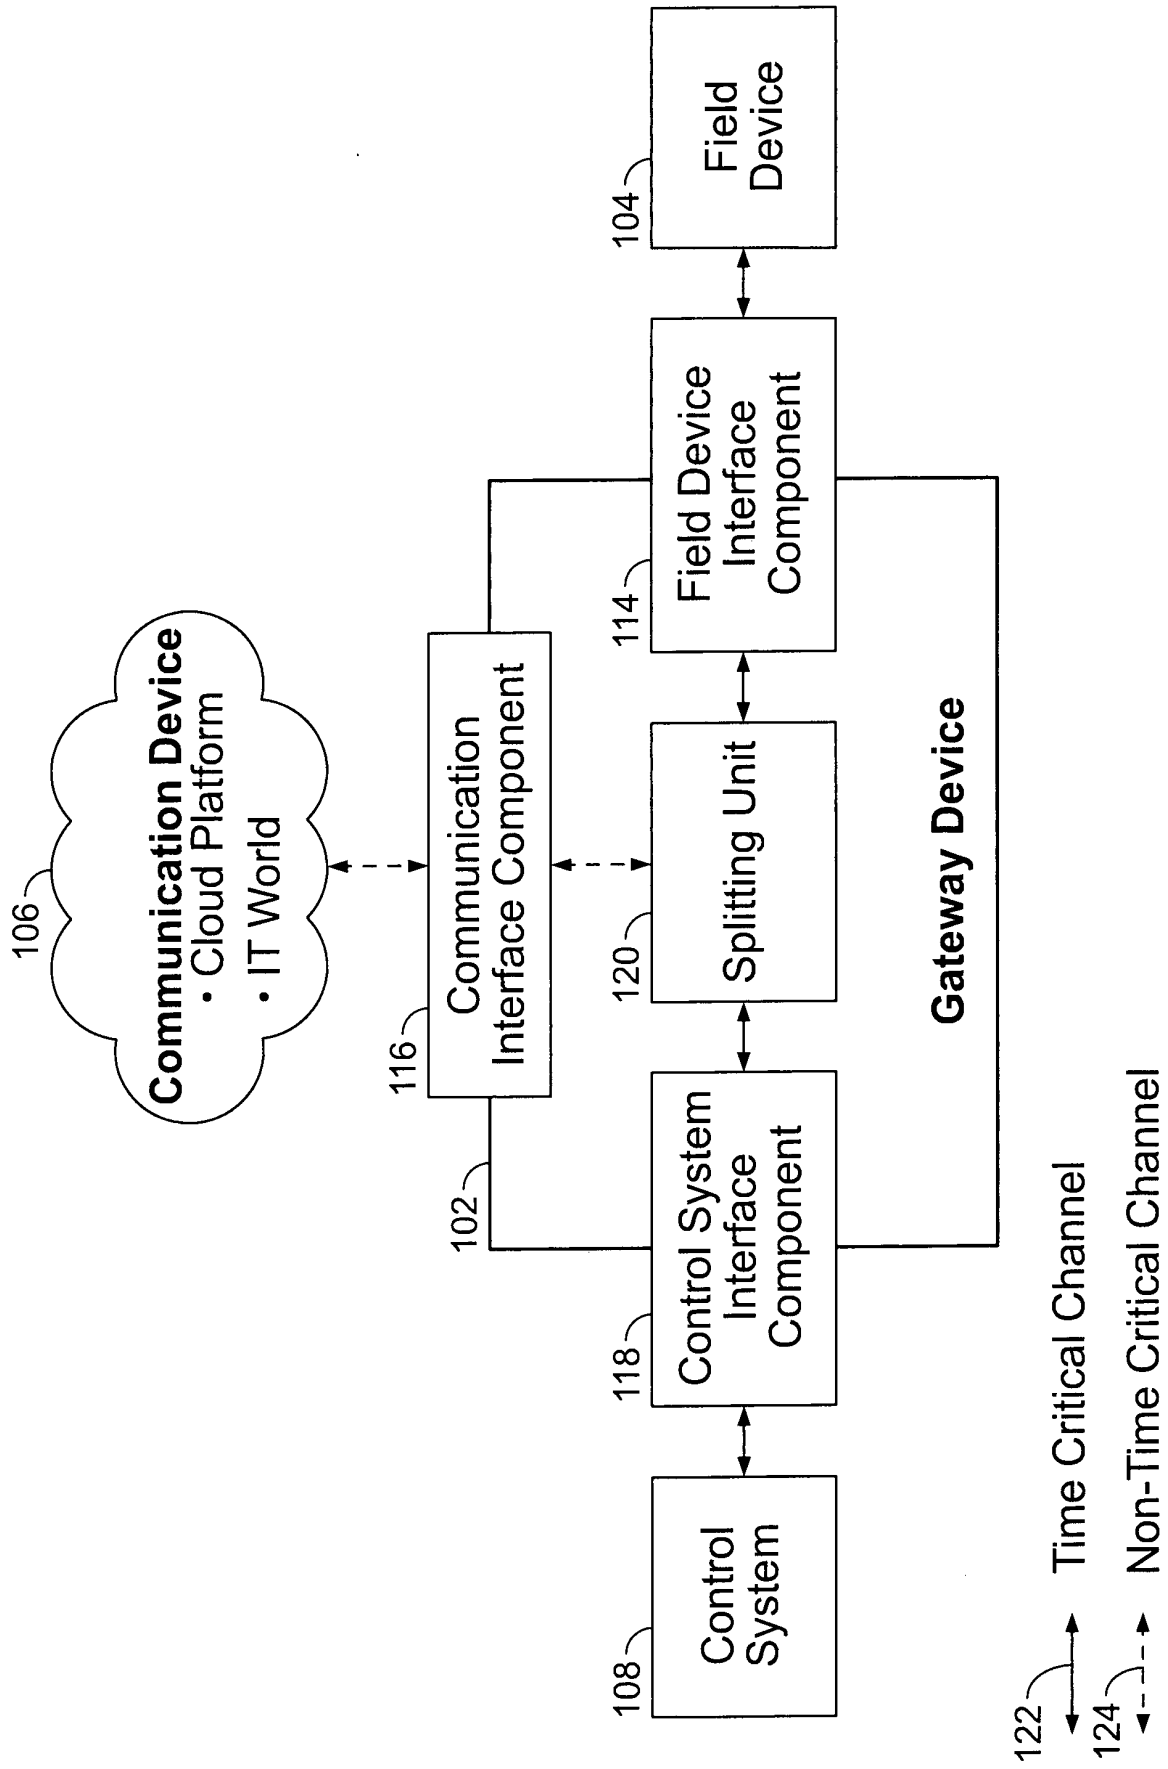 106
Communication Device
• Cloud Platform
• IT World
116
Communication
Interface Component
102
108
Control
System
118
Control System
Interface
Component
120
Splitting Unit
114
Field Device
Interface
Component
104
Field
Device
Gateway Device
122
Time Critical Channel
124
Non-Time Critical Channel